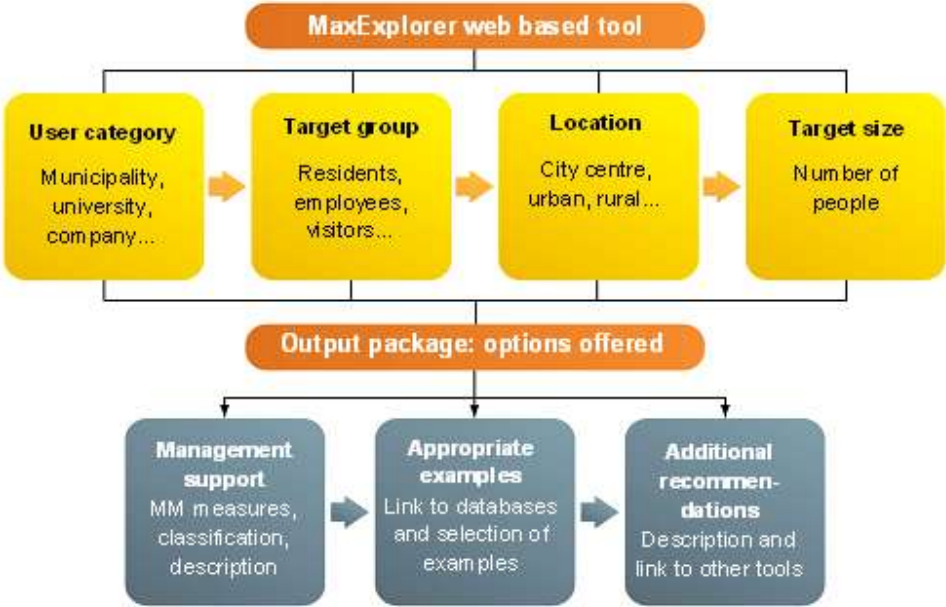 MaxExplorer web based tool
User category
Municipality,
university,
company...
Target group
Residents,
employees,
visitors...
Location
City centre,
urban, rural...
Target size
Number of
people
Output package: options offered
Management
support
MM measures,
classification,
description
Appropriate
examples
Link to databases
and selection of
examples
Additional
recommen-
dations
Description and
link to other tools